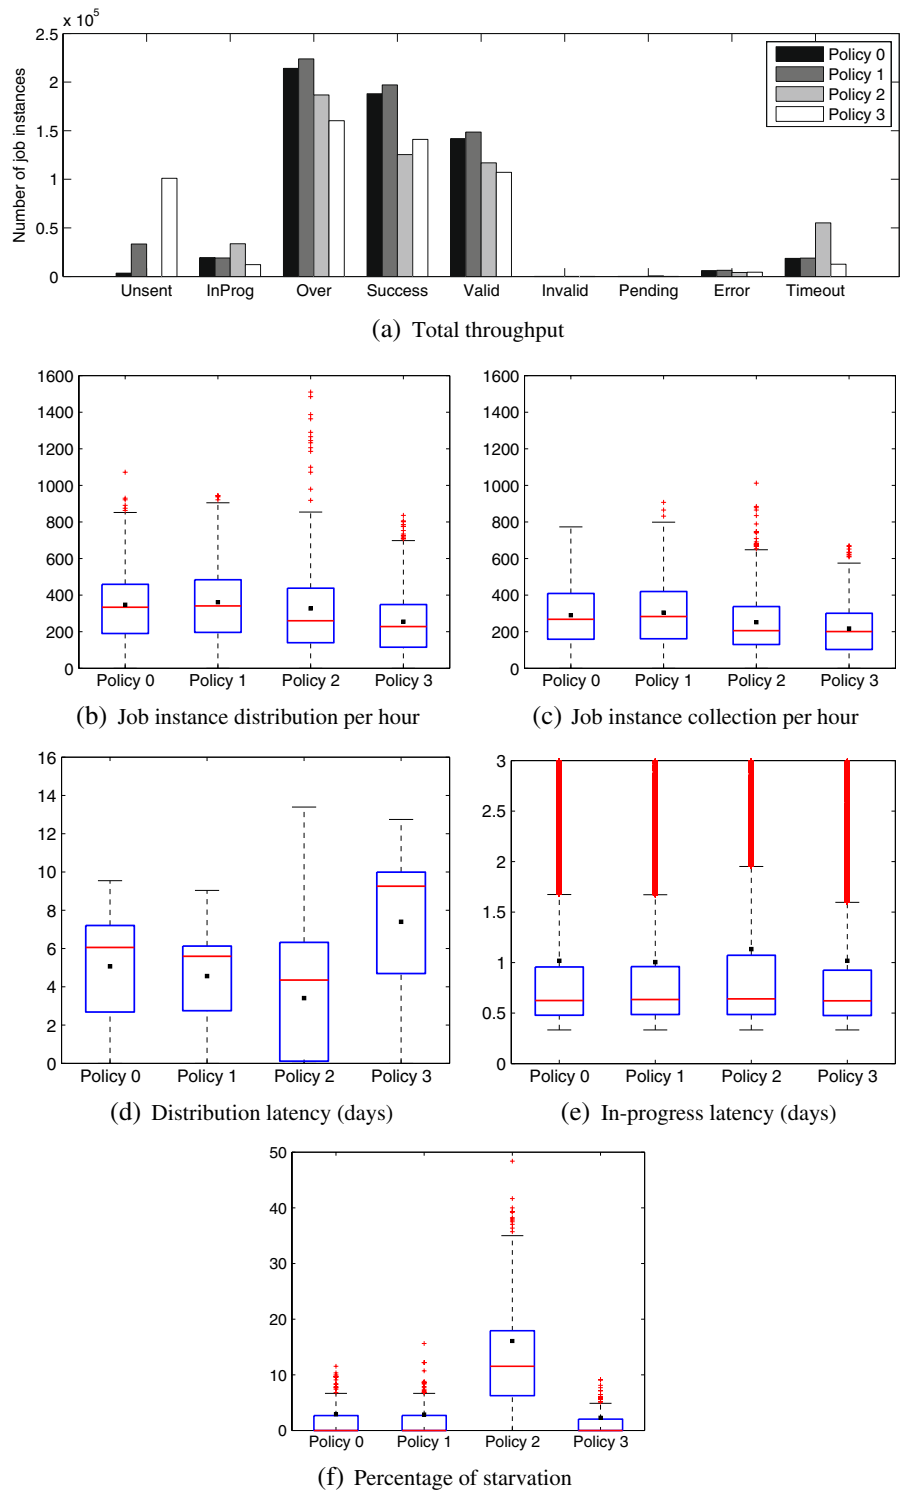 x 10⁵
2.5
2
1.5
1
0.5
0
Number of job instances
Policy 0
Policy 1
Policy 2
Policy 3
Unsent InProg Over Success Valid Invalid Pending Error Timeout
(a) Total throughput
1600
1400
1200
1000
800
600
400
200
0
Policy 0 Policy 1 Policy 2 Policy 3
(b) Job instance distribution per hour
1600
1400
1200
1000
800
600
400
200
0
Policy 0 Policy 1 Policy 2 Policy 3
(c) Job instance collection per hour
16
14
12
10
8
6
4
2
0
Policy 0 Policy 1 Policy 2 Policy 3
(d) Distribution latency (days)
3
2.5
2
1.5
1
0.5
0
Policy 0 Policy 1 Policy 2 Policy 3
(e) In-progress latency (days)
50
40
30
20
10
0
Policy 0 Policy 1 Policy 2 Policy 3
(f) Percentage of starvation